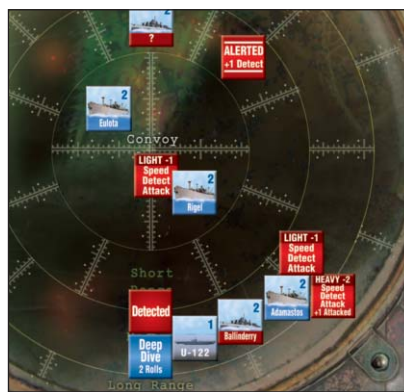 2
?
ALERTED
+1 Detect
2
Eulota
Convoy
LIGHT -1
Speed
Detect
Attack
2
Rigel
LIGHT -1
Speed
Detect
Attack
Short
HEAVY -2
Speed
Detect
Attack
+1 Attacked
2
Adamastos
Detected
2
Ballinderry
1
U-122
Deep
Dive
2 Rolls
Long Range